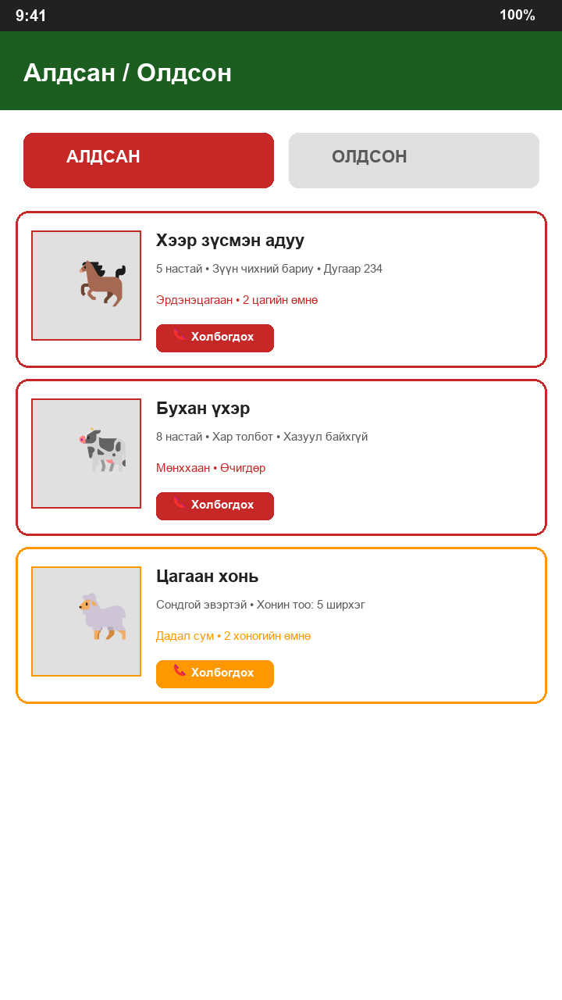 9:41
100%
Алдсан / Олдсон
АЛДСАН
ОЛДСОН
Хээр зүсмэн адуу
5 настай • Зүүн чихний бариу • Дугаар 234
Эрдэнэцагаан • 2 цагийн өмнө
Холбогдох
Бухан үхэр
8 настай • Хар толбот • Хазуул байхгүй
Мөнххаан • Өчигдөр
Холбогдох
Цагаан хонь
Сондгой эвэртэй • Хонин тоо: 5 ширхэг
Дадал сум • 2 хоногийн өмнө
Холбогдох